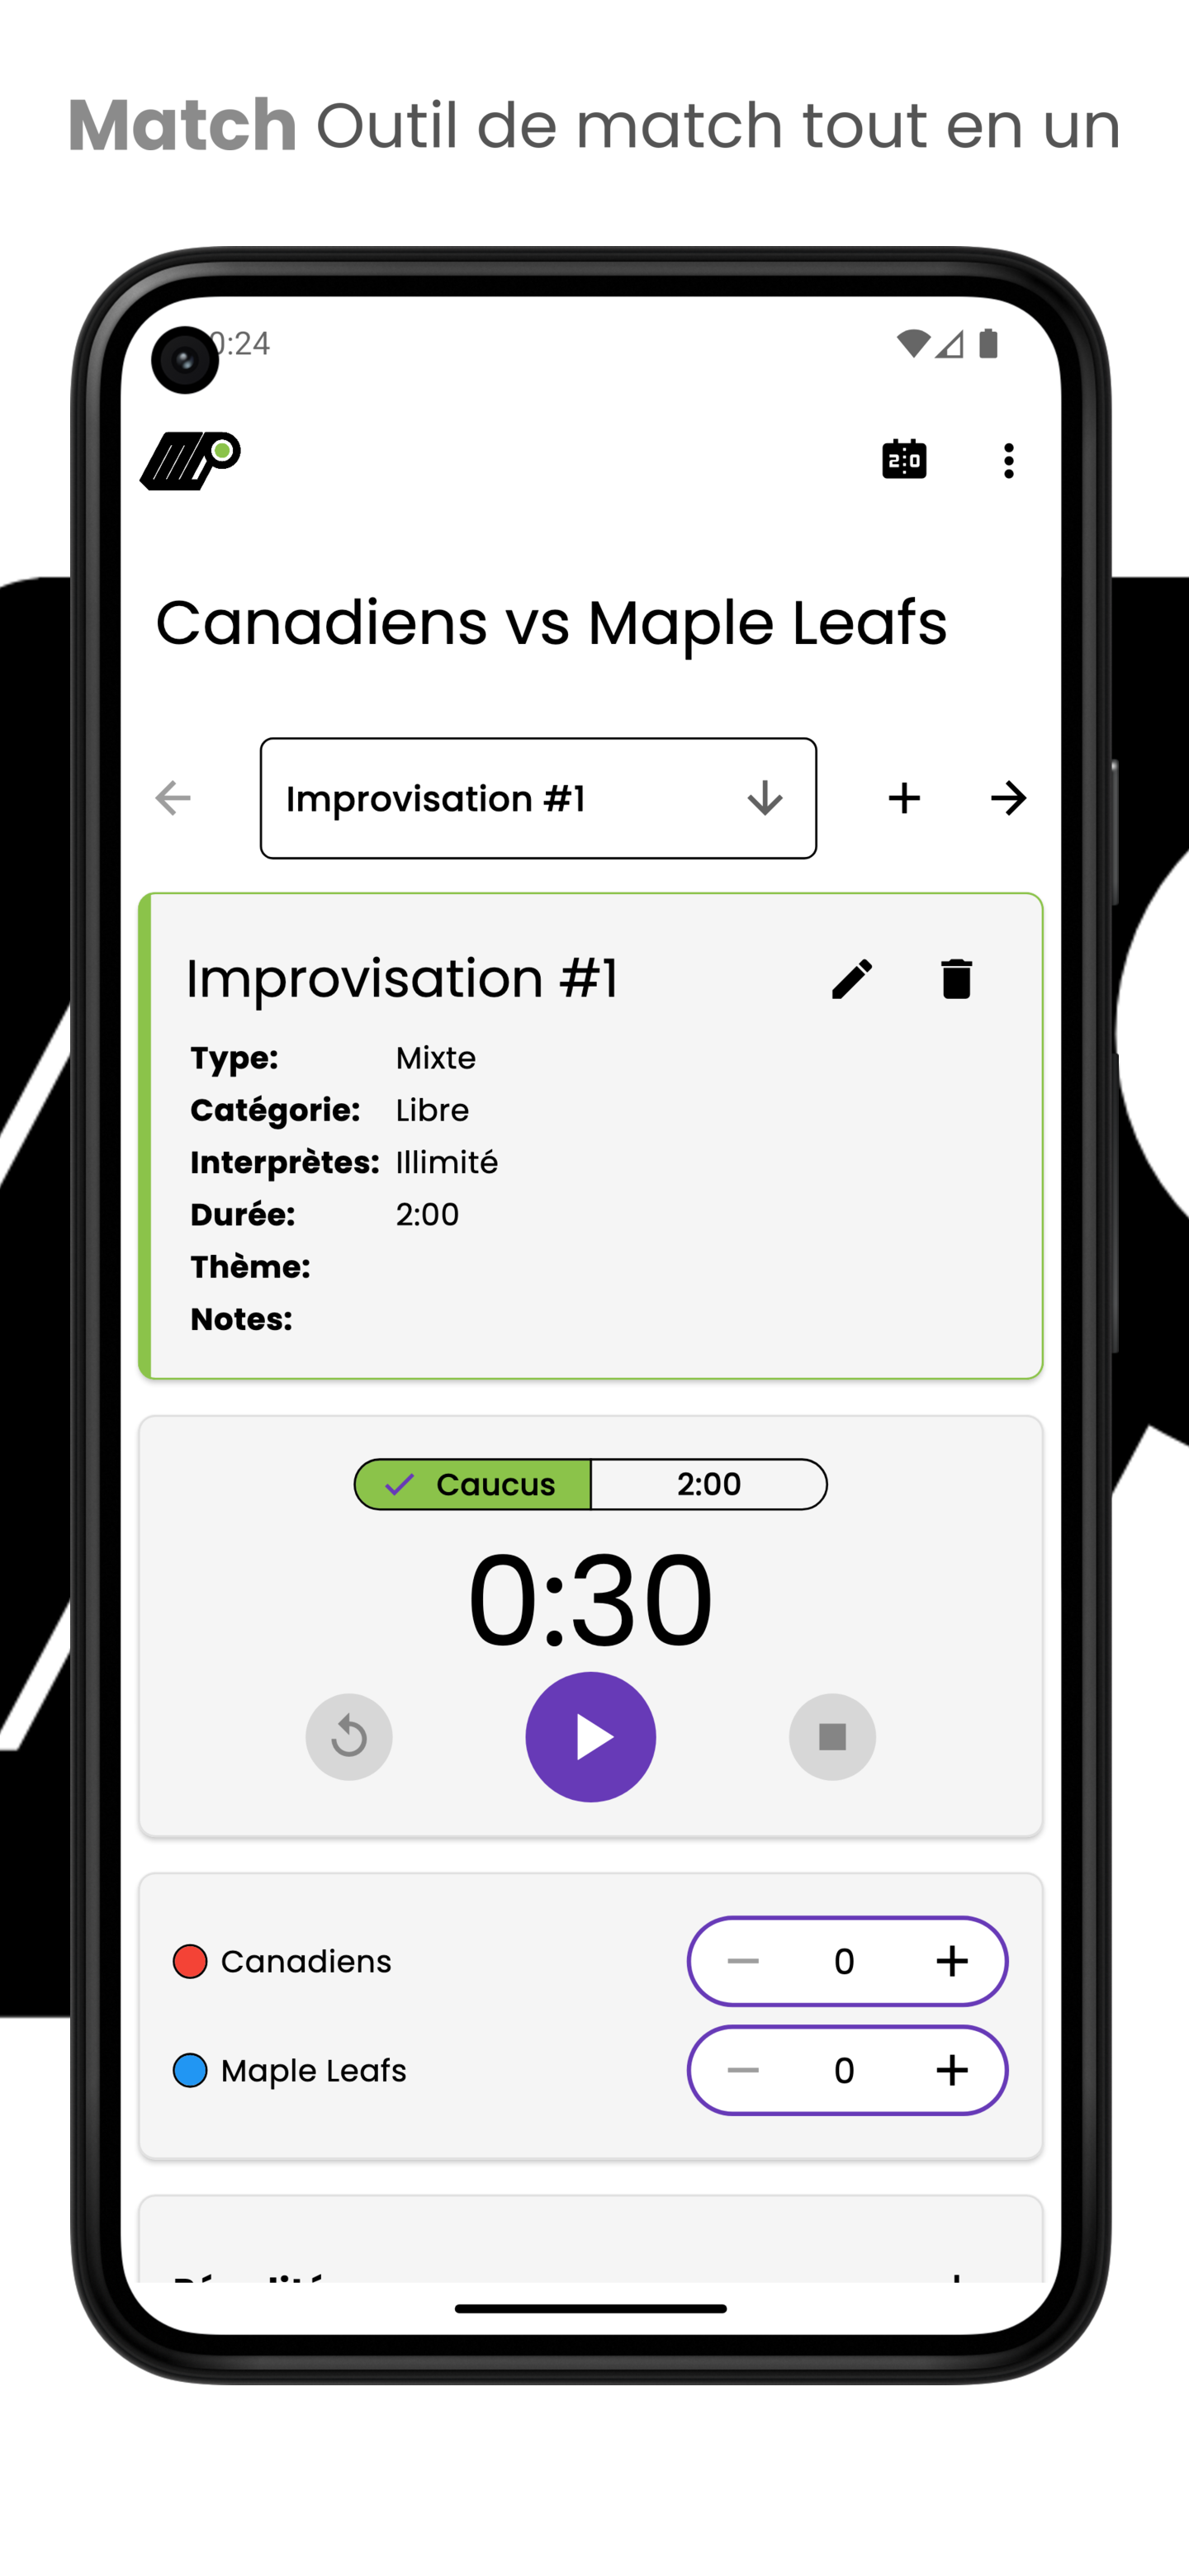 Match Outil de match tout en un
0:24
2:0
Canadiens vs Maple Leafs
Improvisation #1
Improvisation #1
Type: Mixte
Catégorie: Libre
Interprètes: Illimité
Durée: 2:00
Thème:
Notes:
Caucus 2:00
0:30
Canadiens 0
Maple Leafs 0